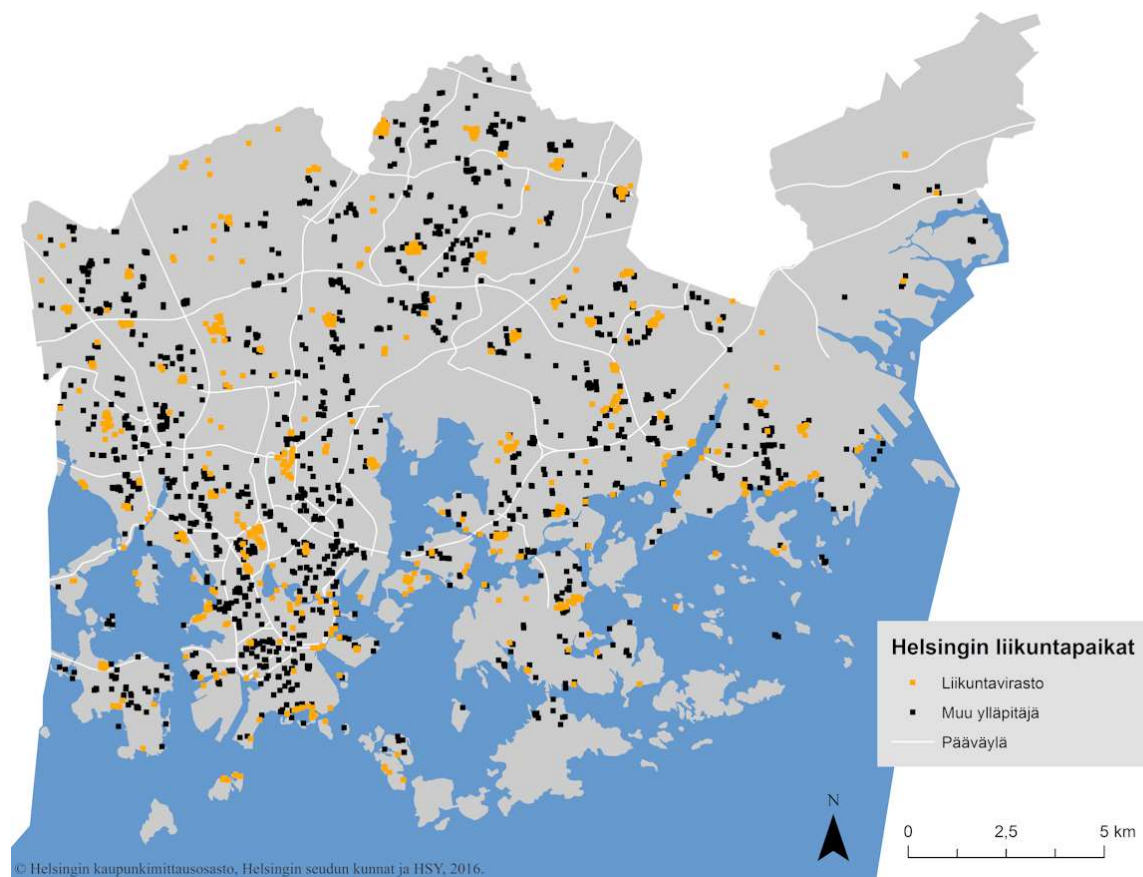 Helsingin liikuntapaikat
Liikuntavirasto
Muu ylläpitäjä
Pääväylä
N
0 2,5 5 km
© Helsingin kaupunkimittausosasto, Helsingin seudun kunnat ja HSY, 2016.